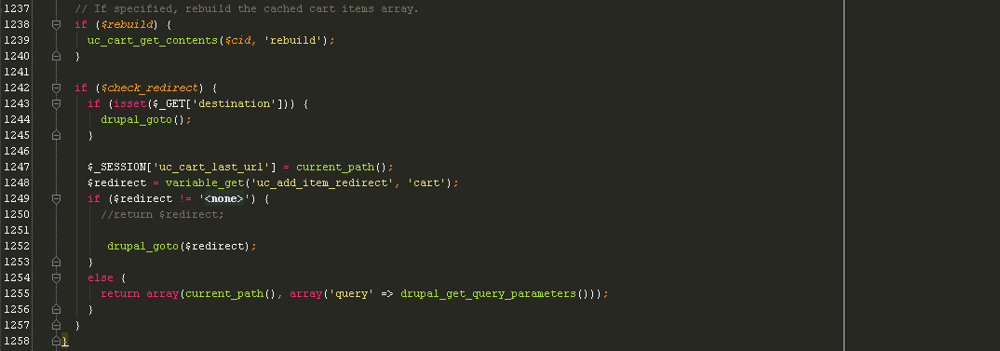 1237 // If specified, rebuild the cached cart items array.
1238 if ($rebuild) {
1239 uc_cart_get_contents($cid, 'rebuild');
1240 }
1241
1242 if ($check_redirect) {
1243 if (isset($_GET['destination'])) {
1244 drupal_goto();
1245 }
1246
1247 $_SESSION['uc_cart_last_url'] = current_path();
1248 $redirect = variable_get('uc_add_item_redirect', 'cart');
1249 if ($redirect != '<none>') {
1250 //return $redirect;
1251
1252 drupal_goto($redirect);
1253 }
1254 else {
1255 return array(current_path(), array('query' => drupal_get_query_parameters()));
1256 }
1257 }
1258 }